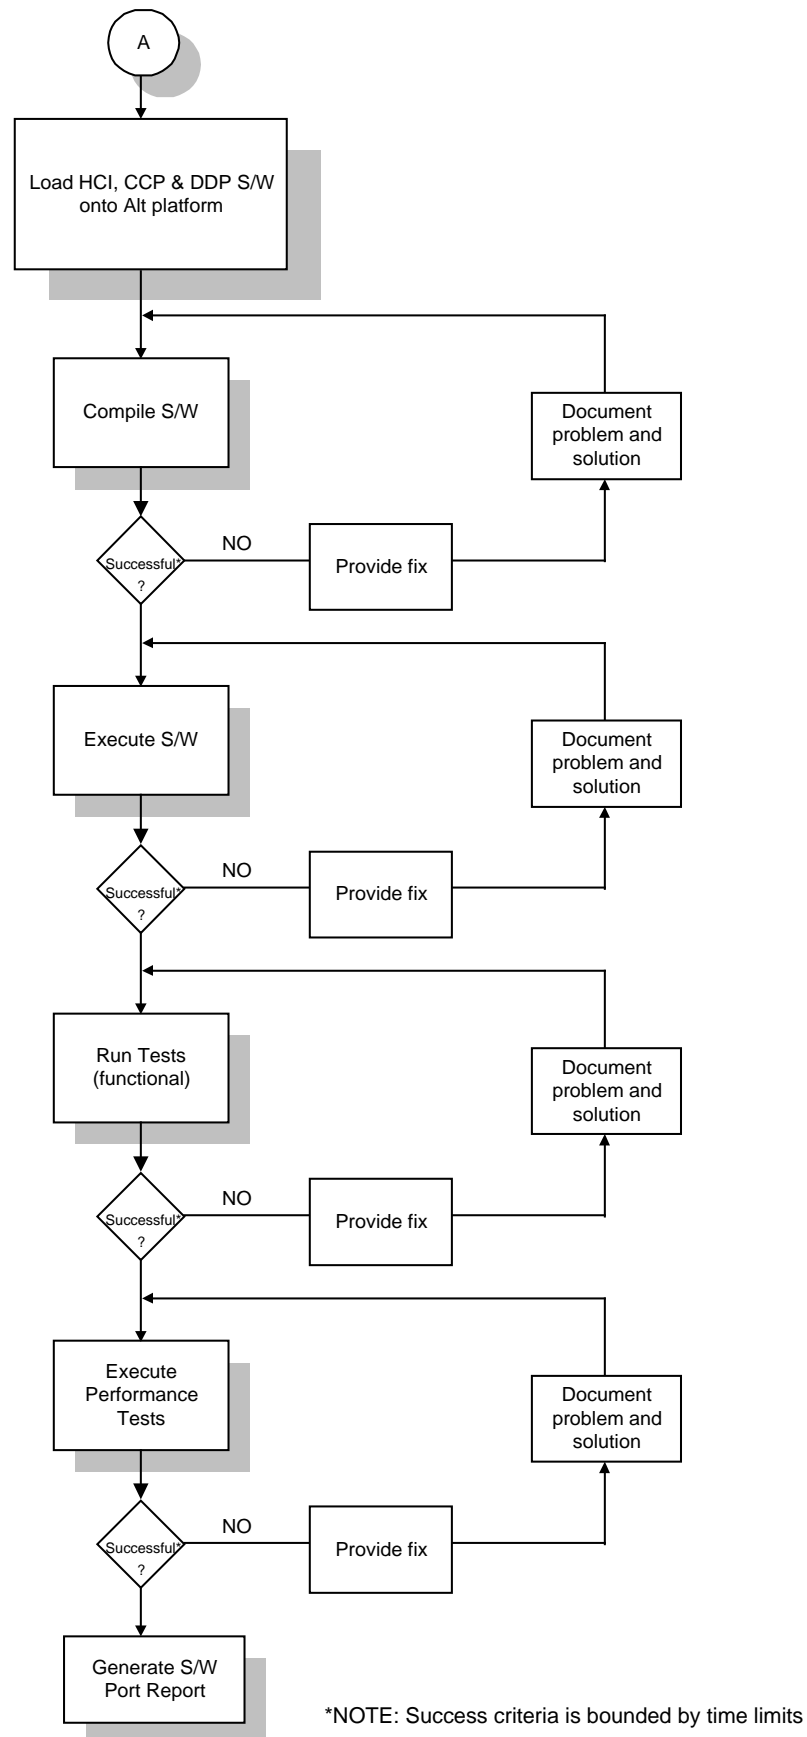 A
Load HCI, CCP & DDP S/W
onto Alt platform
Compile S/W
Document
problem and
solution
Successful*
?
NO
Provide fix
Execute S/W
Document
problem and
solution
Successful*
?
NO
Provide fix
Run Tests
(functional)
Document
problem and
solution
Successful*
?
NO
Provide fix
Execute
Performance
Tests
Document
problem and
solution
Successful*
?
NO
Provide fix
Generate S/W
Port Report
*NOTE: Success criteria is bounded by time limits